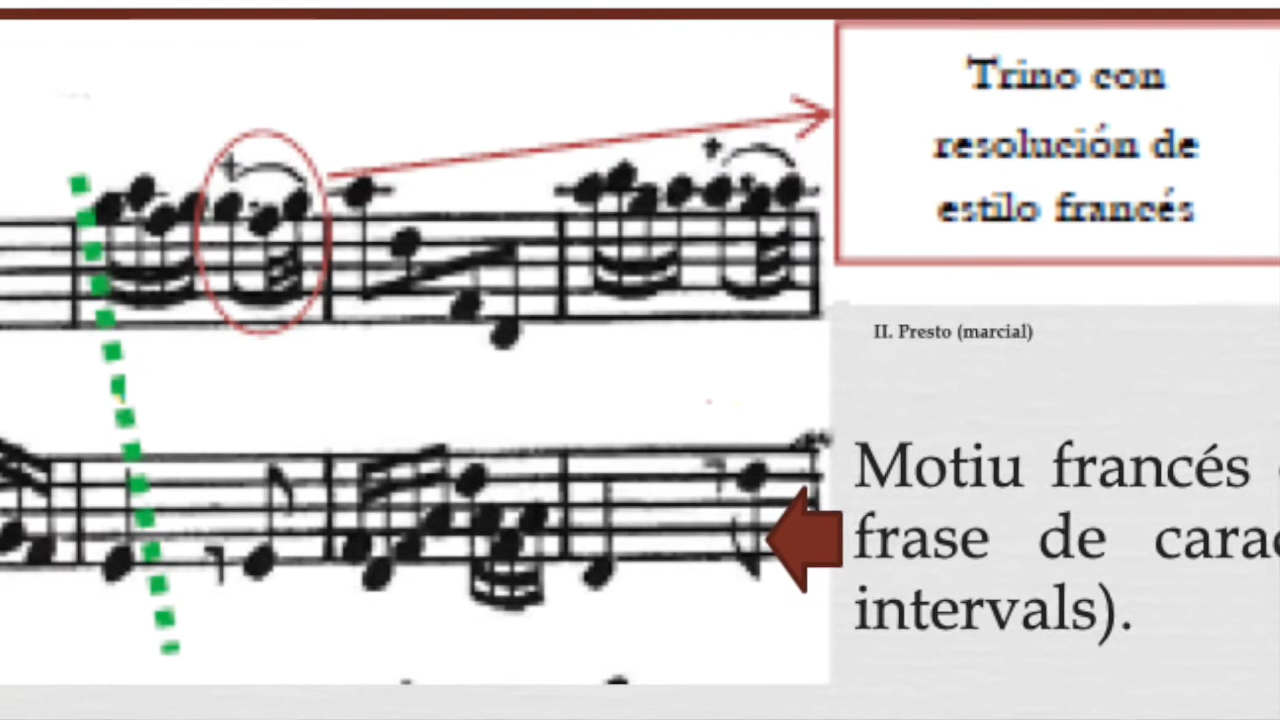 Trino con
resolución de
estilo francés
II. Presto (marcial)
Motiu francés
frase de
intervals).